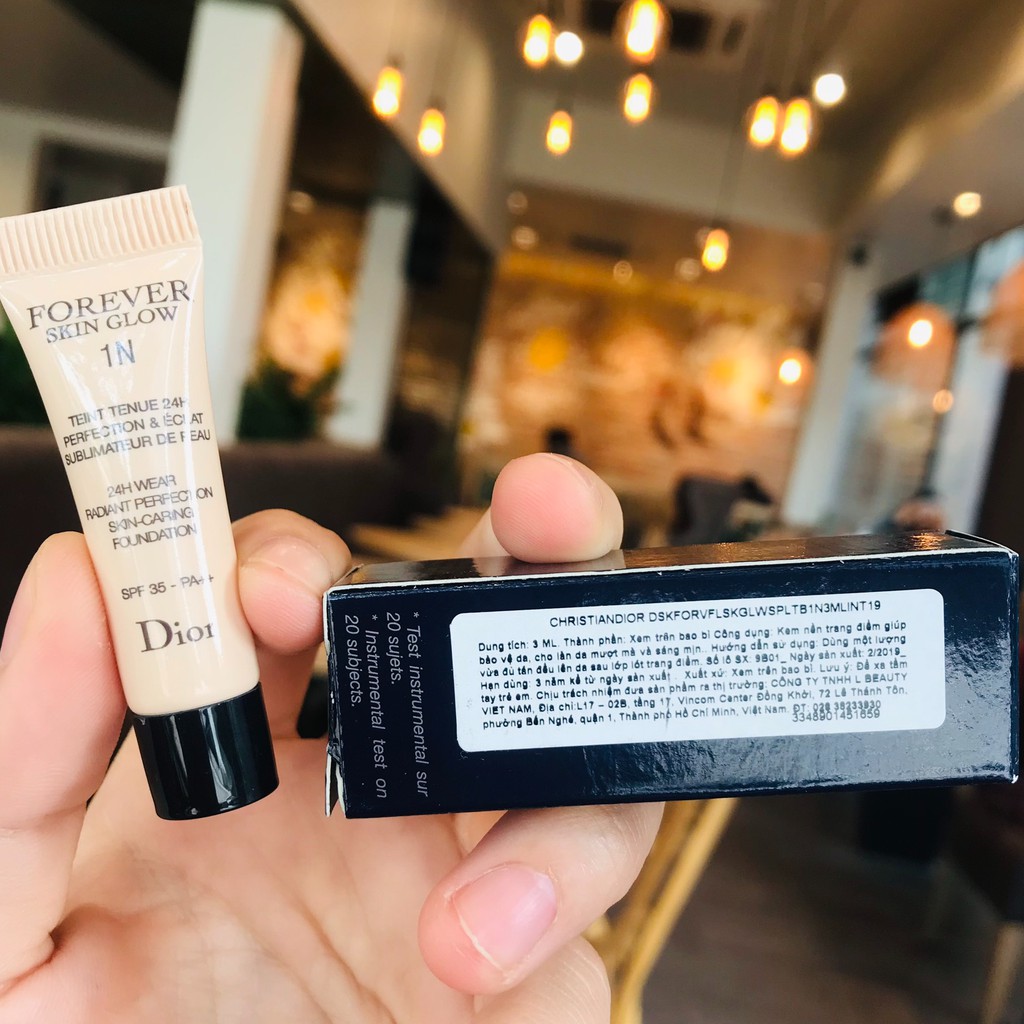 FOREVER
SKIN GLOW
1N
TEINT TENUE 24H
PERFECTION & ÉCLAT
SUBLIMATEUR DE PEAU
24H WEAR
RADIANT PERFECTION
SKIN-CARING
FOUNDATION
SPF 35 - PA++
Dior
* Test instrumental sur
20 sujets.
* Instrumental test on
20 subjects.
CHRISTIANDIOR DSKFORVFLSKGLWSPLTB1N3MLINT19
Dung tích: 3 ML. Thành phần: Xem trên bao bì Công dụng: Kem nền trang điểm giúp
bảo vệ da, cho làn da mượt mà và sáng mịn.. Hướng dẫn sử dụng: Dùng một lượng
vừa đủ tán đều lên da sau lớp lót trang điểm. Số lô SX: 9B01_ Ngày sản xuất: 2/2019_
Hạn dùng: 3 năm kể từ ngày sản xuất . Xuất xứ: Xem trên bao bì. Lưu ý: Để xa tầm
tay trẻ em. Chịu trách nhiệm đưa sản phẩm ra thị trường: CÔNG TY TNHH L BEAUTY
VIET NAM, Địa chỉ:L17 – 02B, tầng 17, Vincom Center Đồng Khởi, 72 Lê Thánh Tôn,
phường Bến Nghé, quận 1, Thành phố Hồ Chí Minh, Việt Nam. ĐT: 028 38233930
3348901451659